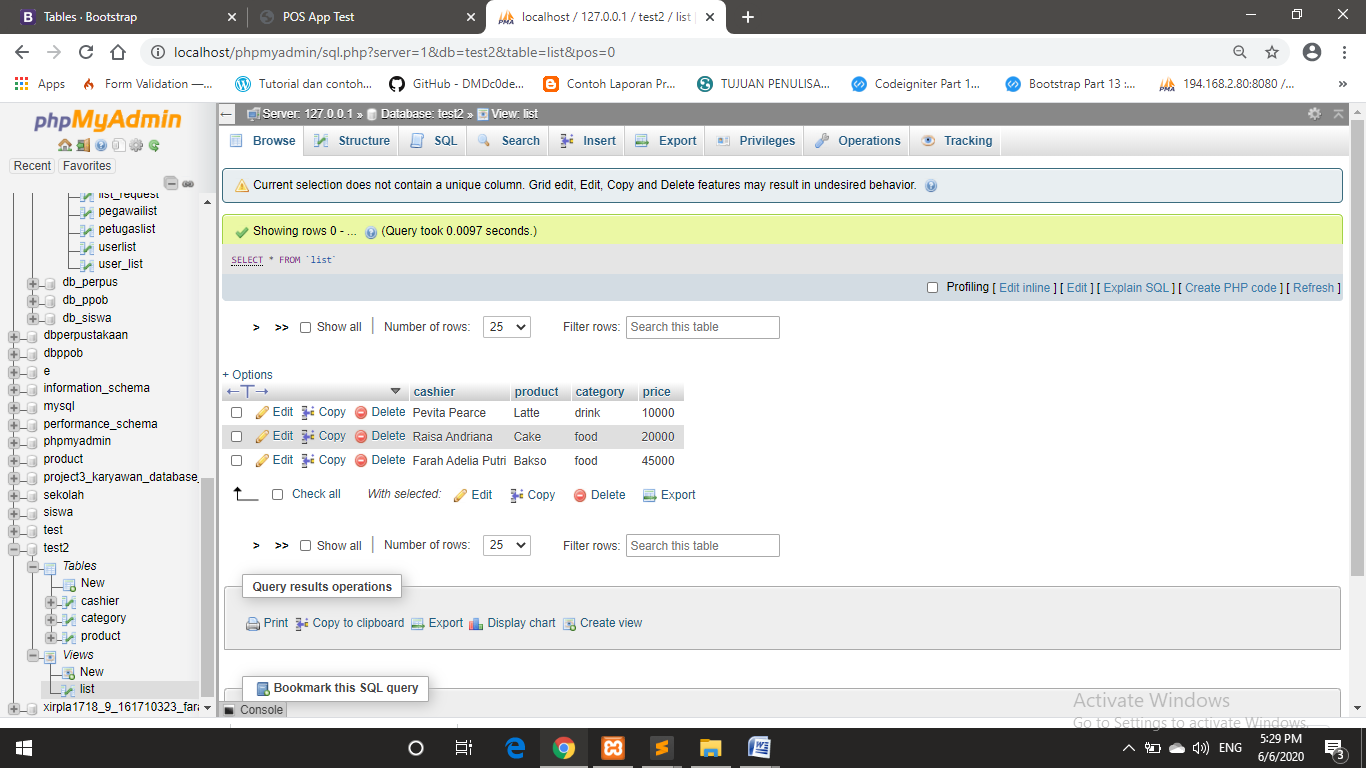 Tables · Bootstrap
POS App Test
localhost / 127.0.0.1 / test2 / list
localhost/phpmyadmin/sql.php?server=1&db=test2&table=list&pos=0
Apps
Form Validation —...
Tutorial dan contoh...
GitHub - DMDc0de...
Contoh Laporan Pr...
TUJUAN PENULISA...
Codeigniter Part 1...
Bootstrap Part 13 :...
194.168.2.80:8080 /...
phpMyAdmin
Recent Favorites
list_request
pegawailist
petugaslist
userlist
user_list
db_perpus
db_ppob
db_siswa
dbperpustakaan
dbppob
e
information_schema
mysql
performance_schema
phpmyadmin
product
project3_karyawan_database_
sekolah
siswa
test
test2
Tables
New
cashier
category
product
Views
New
list
xirpla1718_9_161710323_fara
Server: 127.0.0.1 » Database: test2 » View: list
Browse Structure SQL Search Insert Export Privileges Operations Tracking
Current selection does not contain a unique column. Grid edit, Edit, Copy and Delete features may result in undesired behavior.
Showing rows 0 - ... (Query took 0.0097 seconds.)
SELECT * FROM `list`
Profiling [ Edit inline ] [ Edit ] [ Explain SQL ] [ Create PHP code ] [ Refresh ]
> >> Show all | Number of rows: 25 Filter rows: Search this table
+ Options
←T→ cashier product category price
Edit Copy Delete Pevita Pearce Latte drink 10000
Edit Copy Delete Raisa Andriana Cake food 20000
Edit Copy Delete Farah Adelia Putri Bakso food 45000
Check all With selected: Edit Copy Delete Export
> >> Show all | Number of rows: 25 Filter rows: Search this table
Query results operations
Print Copy to clipboard Export Display chart Create view
Bookmark this SQL query
Console
Activate Windows
Go to Settings to activate Windows.
ENG
5:29 PM
6/6/2020
3